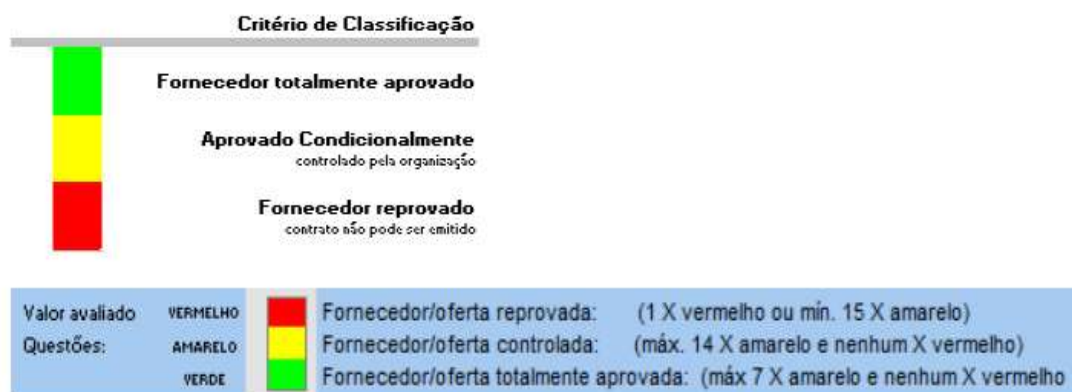 Critério de Classificação
Fornecedor totalmente aprovado
Aprovado Condicionalmente
controlado pela organização
Fornecedor reprovado
contrato não pode ser emitido
Valor avaliado VERMELHO Fornecedor/oferta reprovada: (1 X vermelho ou mín. 15 X amarelo)
Questões: AMARELO Fornecedor/oferta controlada: (máx. 14 X amarelo e nenhum X vermelho)
VERDE Fornecedor/oferta totalmente aprovada: (máx 7 X amarelo e nenhum X vermelho